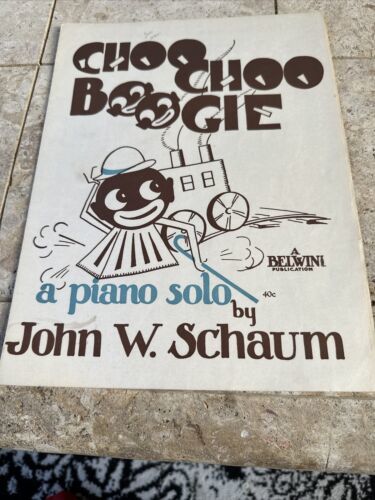 CHOO CHOO
BOOGIE
A
BELWIN
PUBLICATION
a piano solo
40c
by
John W. Schaum